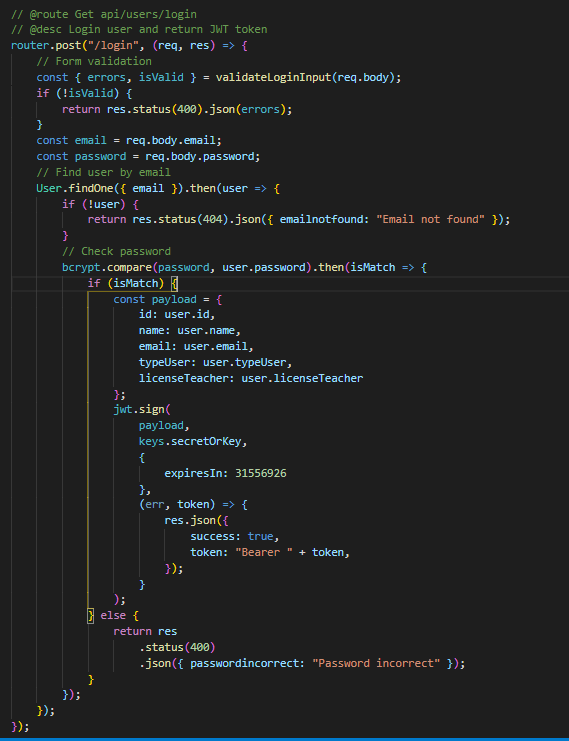 // @route Get api/users/login
// @desc Login user and return JWT token
router.post("/login", (req, res) => {
    // Form validation
    const { errors, isValid } = validateLoginInput(req.body);
    if (!isValid) {
        return res.status(400).json(errors);
    }
    const email = req.body.email;
    const password = req.body.password;
    // Find user by email
    User.findOne({ email }).then(user => {
        if (!user) {
            return res.status(404).json({ emailnotfound: "Email not found" });
        }
        // Check password
        bcrypt.compare(password, user.password).then(isMatch => {
            if (isMatch) {
                const payload = {
                    id: user.id,
                    name: user.name,
                    email: user.email,
                    typeUser: user.typeUser,
                    licenseTeacher: user.licenseTeacher
                };
                jwt.sign(
                    payload,
                    keys.secretOrKey,
                    {
                        expiresIn: 31556926
                    },
                    (err, token) => {
                        res.json({
                            success: true,
                            token: "Bearer " + token,
                        });
                    }
                );
            } else {
                return res
                    .status(400)
                    .json({ passwordincorrect: "Password incorrect" });
            }
        });
    });
});